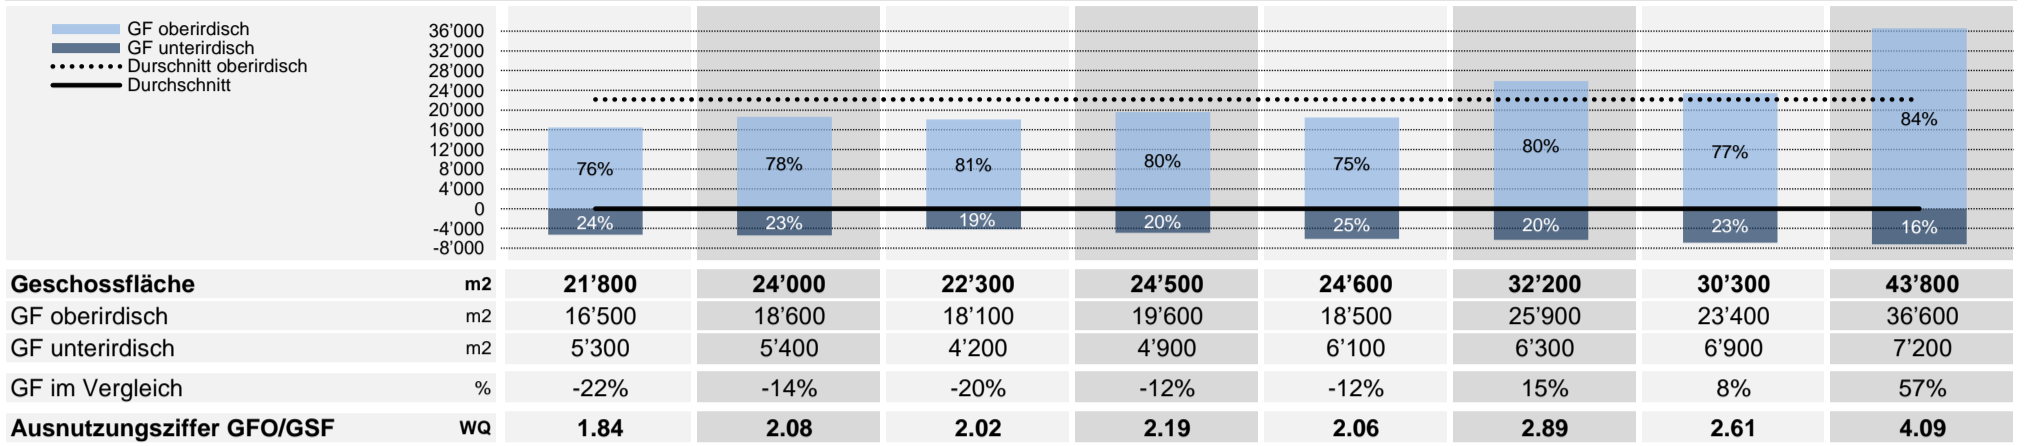 GF oberirdisch
GF unterirdisch
Durschnitt oberirdisch
Durchschnitt
36’000
32’000
28’000
24’000
20’000
16’000
12’000
8’000
4’000
0
-4’000
-8’000
76% 78% 81% 80% 75% 80% 77% 84%
24% 23% 19% 20% 25% 20% 23% 16%
Geschossfläche m2 21’800 24’000 22’300 24’500 24’600 32’200 30’300 43’800
GF oberirdisch m2 16’500 18’600 18’100 19’600 18’500 25’900 23’400 36’600
GF unterirdisch m2 5’300 5’400 4’200 4’900 6’100 6’300 6’900 7’200
GF im Vergleich % -22% -14% -20% -12% -12% 15% 8% 57%
Ausnutzungsziffer GFO/GSF WQ 1.84 2.08 2.02 2.19 2.06 2.89 2.61 4.09